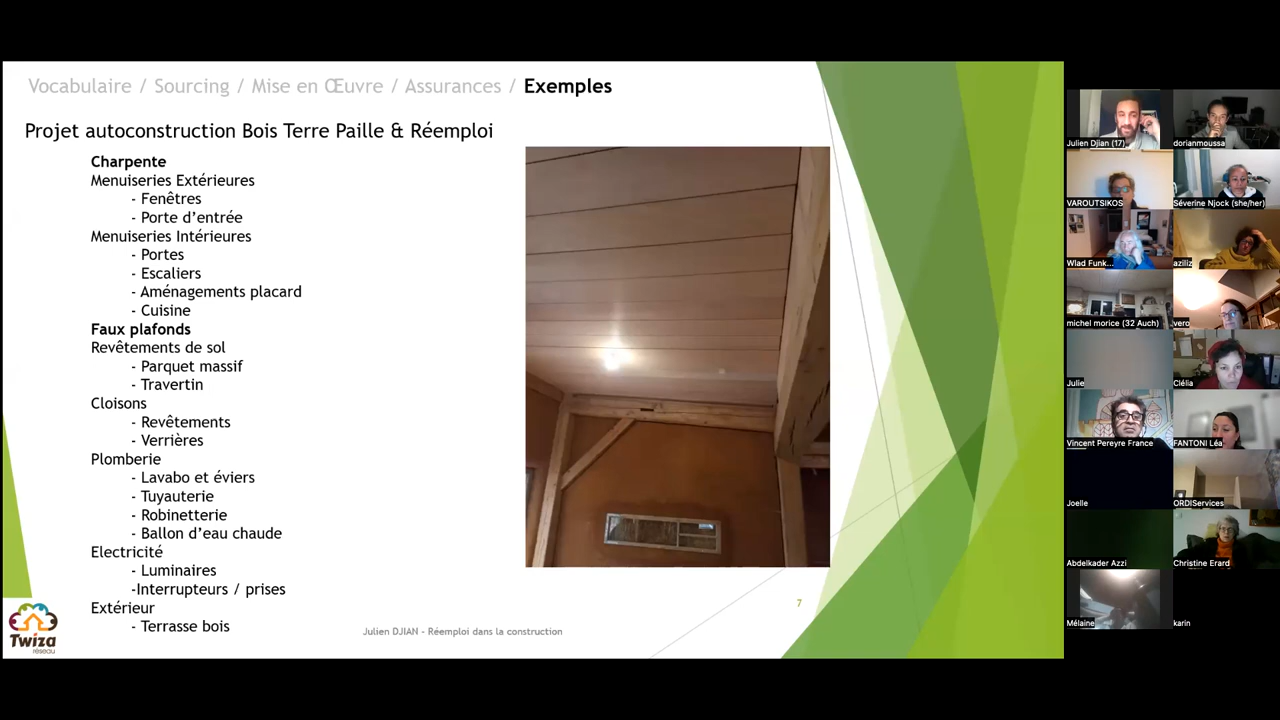 Vocabulaire / Sourcing / Mise en Œuvre / Assurances / Exemples
Projet autoconstruction Bois Terre Paille & Réemploi
Charpente
Menuiseries Extérieures
- Fenêtres
- Porte d'entrée
Menuiseries Intérieures
- Portes
- Escaliers
- Aménagements placard
- Cuisine
Faux plafonds
Revêtements de sol
- Parquet massif
- Travertin
Cloisons
- Revêtements
- Verrières
Plomberie
- Lavabo et éviers
- Tuyauterie
- Robinetterie
- Ballon d'eau chaude
Electricité
- Luminaires
-Interrupteurs / prises
Extérieur
- Terrasse bois
7
Julien DJIAN - Réemploi dans la construction
Twiza
réseau
Julien Djian (17)
dorianmoussa
VAROUTSIKOS
Séverine Njock (she/her)
Wlad Funk...
aziliz
michel morice (32 Auch)
vero
Julie
Clélia
Vincent Pereyre France
FANTONI Léa
Joelle
ORDIServices
Abdelkader Azzi
Christine Erard
Mélaine
karin